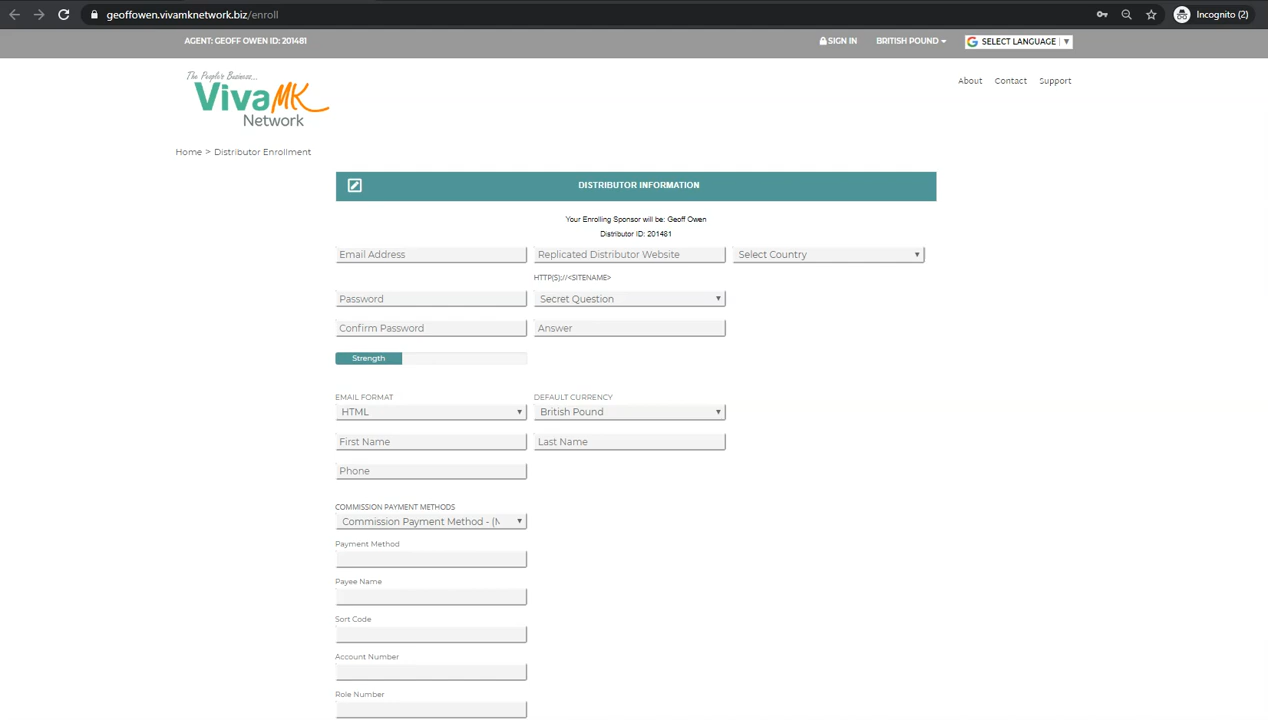 geoffowen.vivamknetwork.biz/enroll
Incognito (2)
AGENT: GEOFF OWEN ID: 201481
SIGN IN
BRITISH POUND
SELECT LANGUAGE
The People's Business...
VivaMK
Network
About
Contact
Support
Home > Distributor Enrollment
DISTRIBUTOR INFORMATION
Your Enrolling Sponsor will be: Geoff Owen
Distributor ID: 201481
Email Address
Replicated Distributor Website
Select Country
HTTP(S)://<SITENAME>
Password
Secret Question
Confirm Password
Answer
Strength
EMAIL FORMAT
DEFAULT CURRENCY
HTML
British Pound
First Name
Last Name
Phone
COMMISSION PAYMENT METHODS
Commission Payment Method - (M
Payment Method
Payee Name
Sort Code
Account Number
Role Number